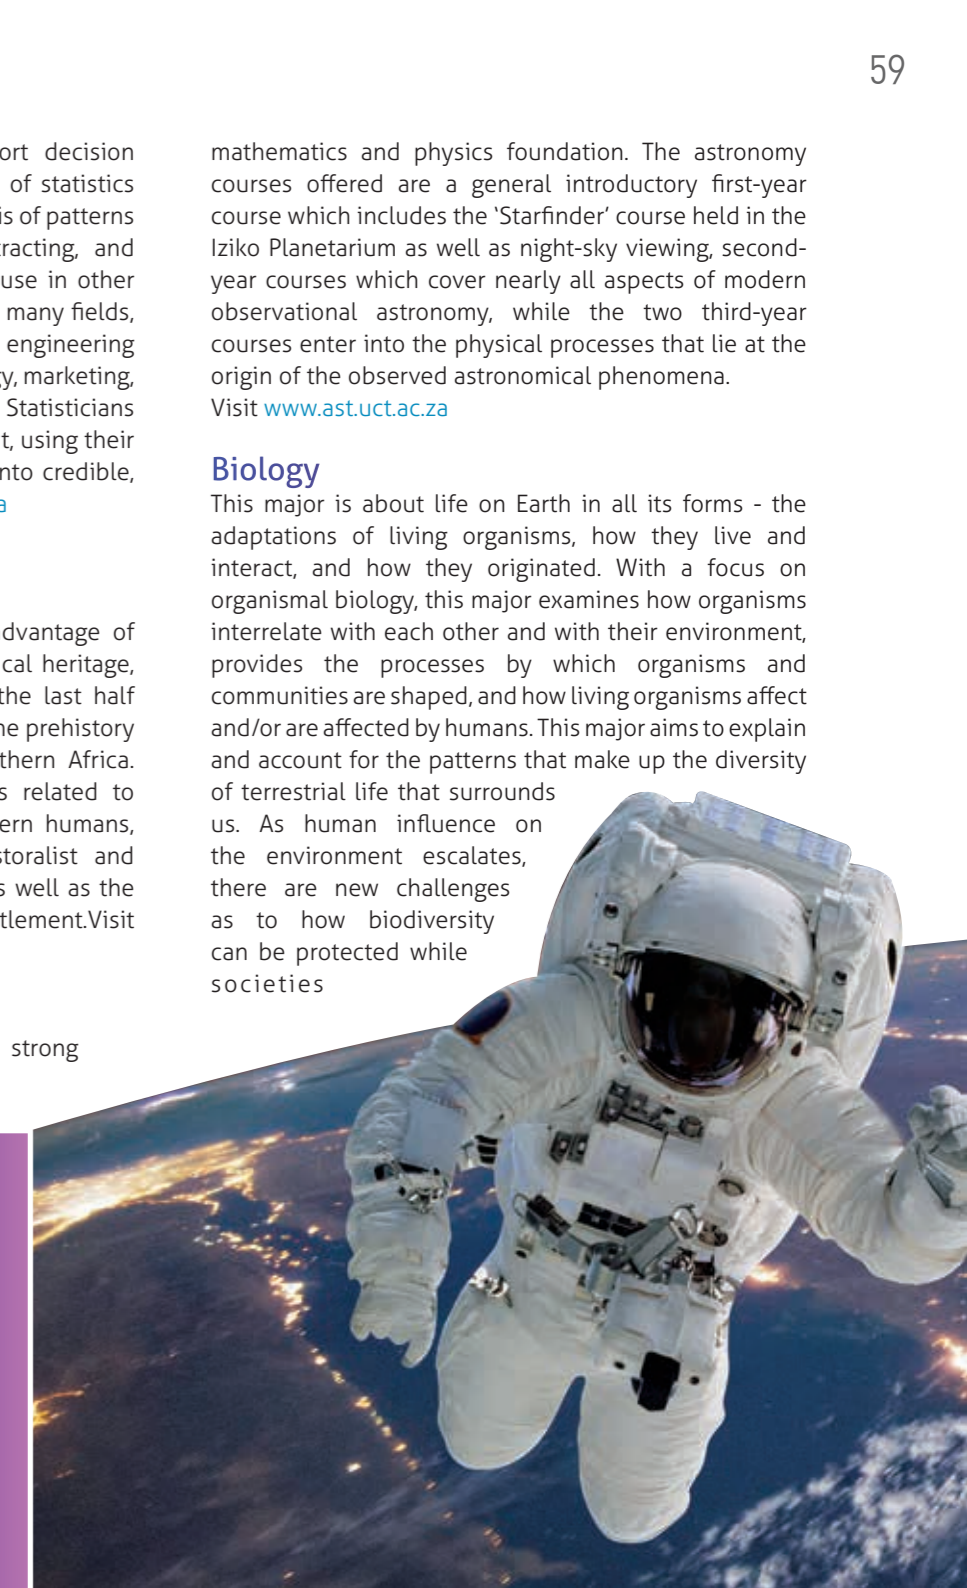 59
ort decision
of statistics
is of patterns
racting, and
use in other
many fields,
engineering
y, marketing,
Statisticians
t, using their
nto credible,
a
dvantage of
cal heritage,
the last half
he prehistory
thern Africa.
s related to
ern humans,
storalist and
s well as the
tlement.Visit
strong
mathematics and physics foundation. The astronomy
courses offered are a general introductory first-year
course which includes the ‘Starfinder’ course held in the
Iziko Planetarium as well as night-sky viewing, second-
year courses which cover nearly all aspects of modern
observational astronomy, while the two third-year
courses enter into the physical processes that lie at the
origin of the observed astronomical phenomena.
Visit www.ast.uct.ac.za
Biology
This major is about life on Earth in all its forms - the
adaptations of living organisms, how they live and
interact, and how they originated. With a focus on
organismal biology, this major examines how organisms
interrelate with each other and with their environment,
provides the processes by which organisms and
communities are shaped, and how living organisms affect
and/or are affected by humans. This major aims to explain
and account for the patterns that make up the diversity
of terrestrial life that surrounds
us. As human influence on
the environment escalates,
there are new challenges
as to how biodiversity
can be protected while
societies